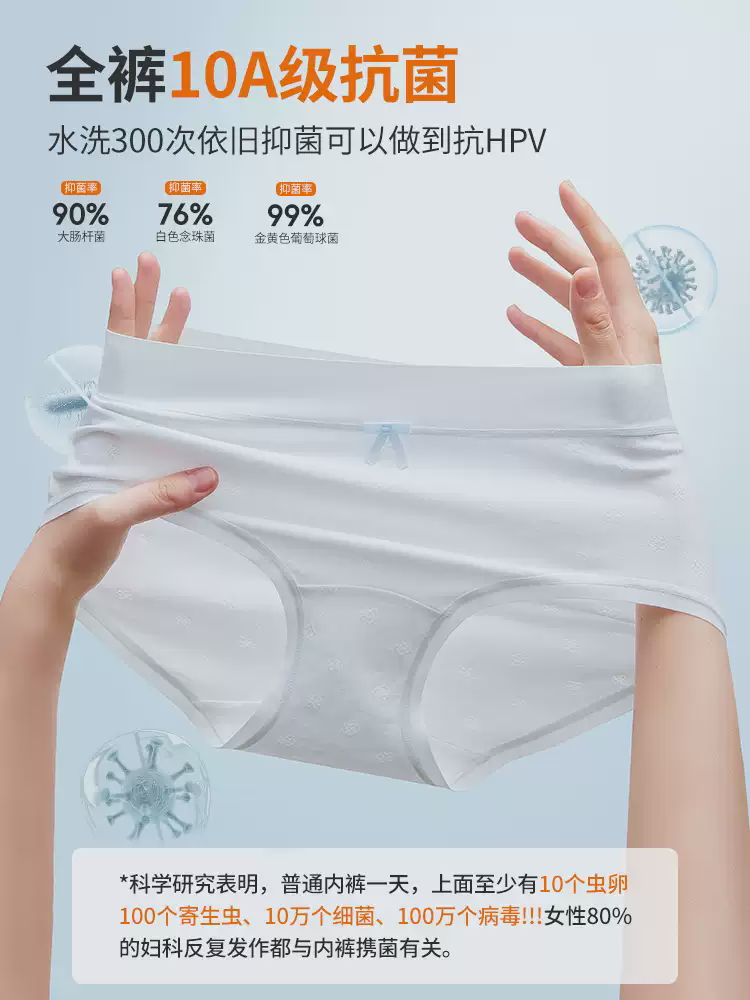 全裤10A级抗菌
水洗300次依旧抑菌可以做到抗HPV
抑菌率 抑菌率 抑菌率
90% 76% 99%
大肠杆菌 白色念珠菌 金黄色葡萄球菌
*科学研究表明，普通内裤一天，上面至少有10个虫卵
100个寄生虫、10万个细菌、100万个病毒!!!女性80%
的妇科反复发作都与内裤携菌有关。